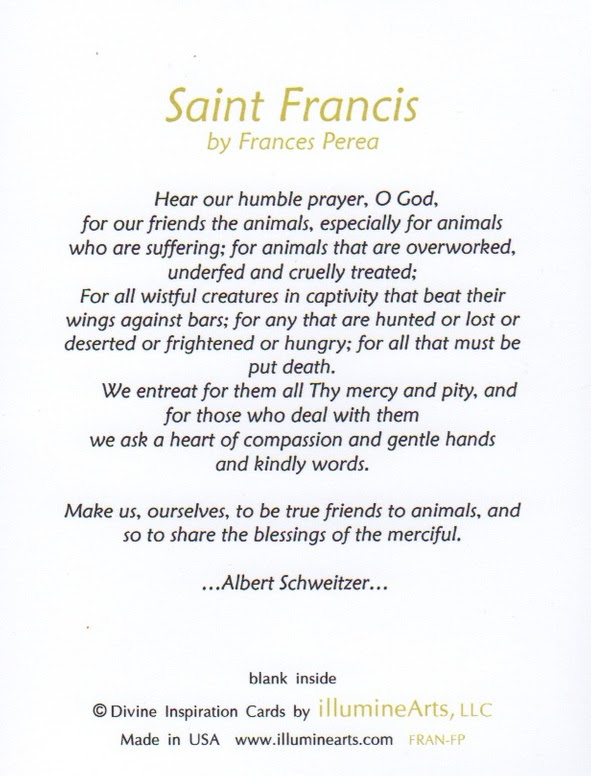 Saint Francis
by Frances Perea
Hear our humble prayer, O God,
for our friends the animals, especially for animals
who are suffering; for animals that are overworked,
underfed and cruelly treated;
For all wistful creatures in captivity that beat their
wings against bars; for any that are hunted or lost or
deserted or frightened or hungry; for all that must be
put death.
We entreat for them all Thy mercy and pity, and
for those who deal with them
we ask a heart of compassion and gentle hands
and kindly words.
Make us, ourselves, to be true friends to animals, and
so to share the blessings of the merciful.
...Albert Schweitzer...
blank inside
© Divine Inspiration Cards by illumineArts, LLC
Made in USA www.illuminearts.com FRAN-FP